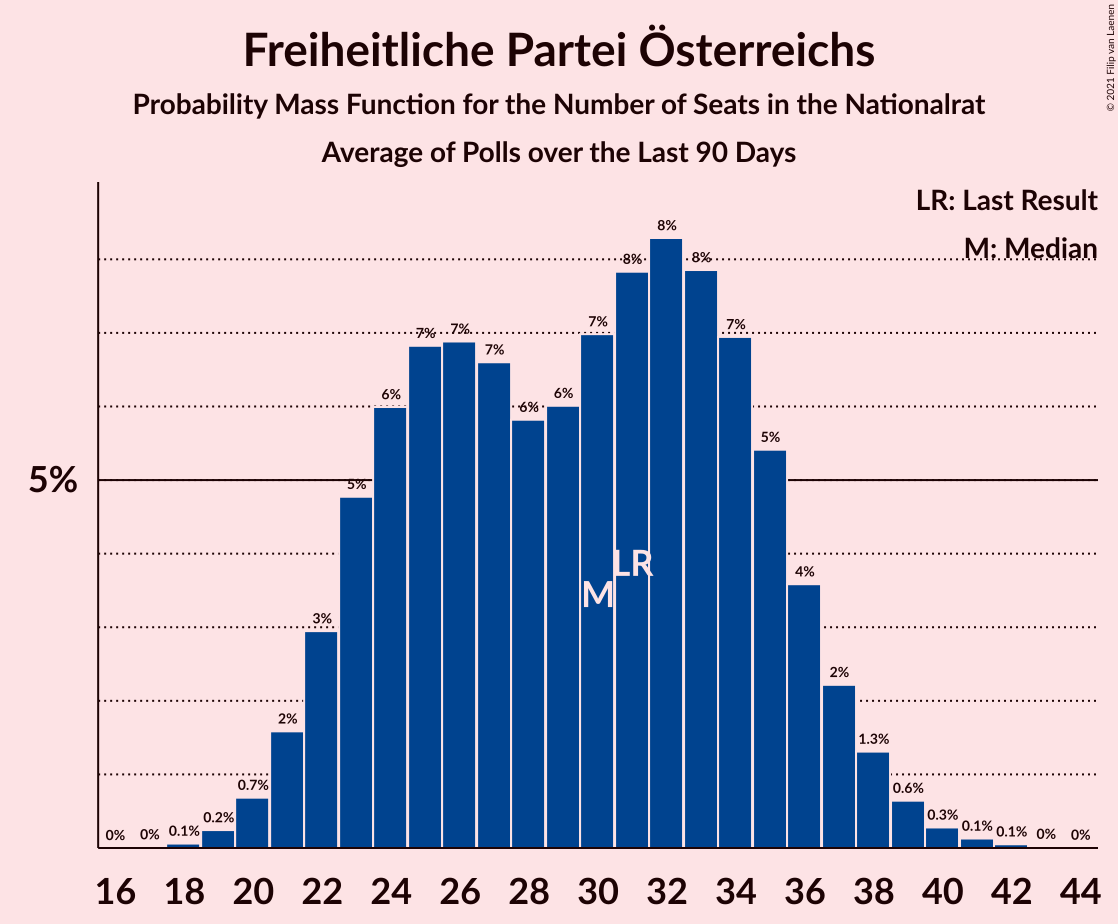 Freiheitliche Partei Österreichs
Probability Mass Function for the Number of Seats in the Nationalrat
Average of Polls over the Last 90 Days
© 2021 Filip van Laenen
LR: Last Result
M: Median
5%
0% 0% 0.1% 0.2% 0.7% 2% 3% 5% 6% 7% 7% 7% 6% 6% 7% 8% 8% 8% 7% 5% 4% 2% 1.3% 0.6% 0.3% 0.1% 0.1% 0% 0%
LR
M
16 18 20 22 24 26 28 30 32 34 36 38 40 42 44